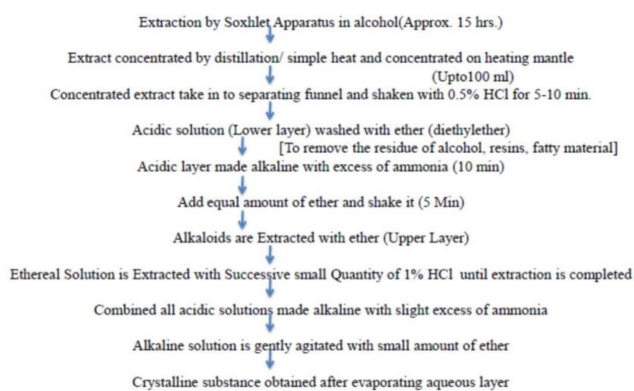 Extraction by Soxhlet Apparatus in alcohol(Approx. 15 hrs.)
Extract concentrated by distillation/ simple heat and concentrated on heating mantle
(Upto100 ml)
Concentrated extract take in to separating funnel and shaken with 0.5% HCl for 5-10 min.
Acidic solution (Lower layer) washed with ether (diethylether)
[To remove the residue of alcohol, resins, fatty material]
Acidic layer made alkaline with excess of ammonia (10 min)
Add equal amount of ether and shake it (5 Min)
Alkaloids are Extracted with ether (Upper Layer)
Ethereal Solution is Extracted with Successive small Quantity of 1% HCl until extraction is completed
Combined all acidic solutions made alkaline with slight excess of ammonia
Alkaline solution is gently agitated with small amount of ether
Crystalline substance obtained after evaporating aqueous layer